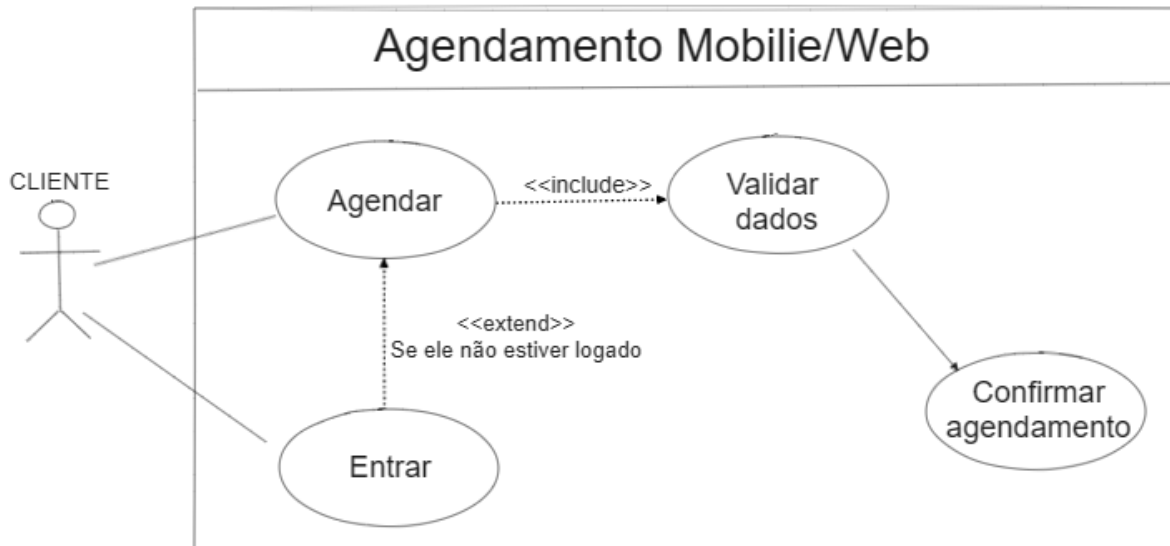 Agendamento Mobilie/Web
CLIENTE
Agendar
<<include>>
Validar
dados
<<extend>>
Se ele não estiver logado
Confirmar
agendamento
Entrar